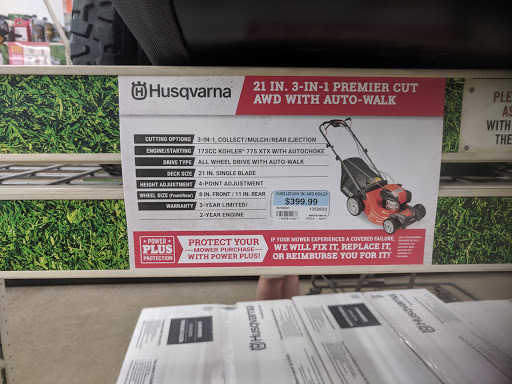 Husqvarna
21 IN. 3-IN-1 PREMIER CUT
AWD WITH AUTO-WALK
CUTTING OPTIONS 3-IN-1, COLLECT/MULCH/REAR EJECTION
ENGINE/STARTING 173CC KOHLER® 775 XTX WITH AUTOCHOKE
DRIVE TYPE ALL WHEEL DRIVE WITH AUTO-WALK
DECK SIZE 21 IN. SINGLE BLADE
HEIGHT ADJUSTMENT 4-POINT ADJUSTMENT
WHEEL SIZE (Front/Rear) 8 IN. FRONT / 11 IN. REAR
WARRANTY 3-YEAR LIMITED/
2-YEAR ENGINE
$399.99
POWER
PLUS
PROTECTION
PROTECT YOUR
MOWER PURCHASE
WITH POWER PLUS!
IF YOUR MOWER EXPERIENCES A COVERED FAILURE,
WE WILL FIX IT, REPLACE IT,
OR REIMBURSE YOU FOR IT!
PLE
AS
WITH
THE
Husqvarna